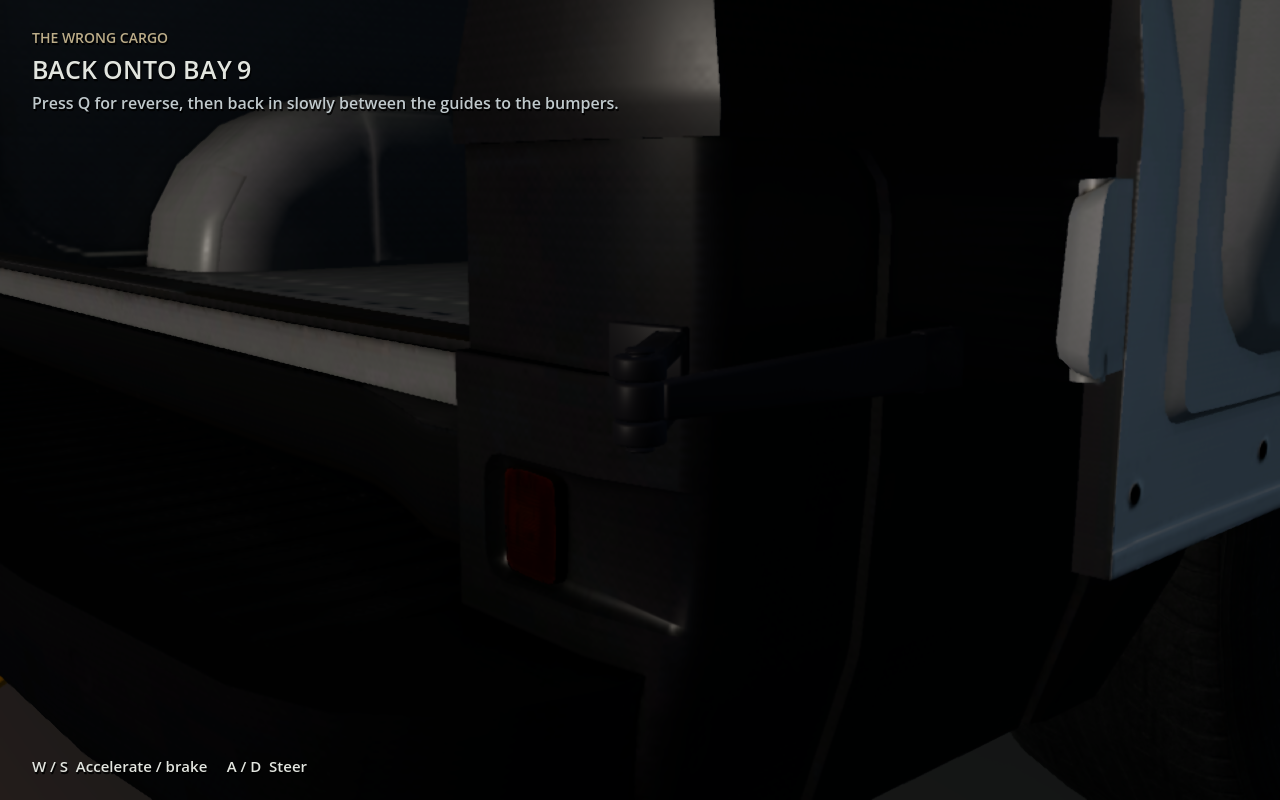 THE WRONG CARGO
BACK ONTO BAY 9
Press Q for reverse, then back in slowly between the guides to the bumpers.
W / S Accelerate / brake A / D Steer